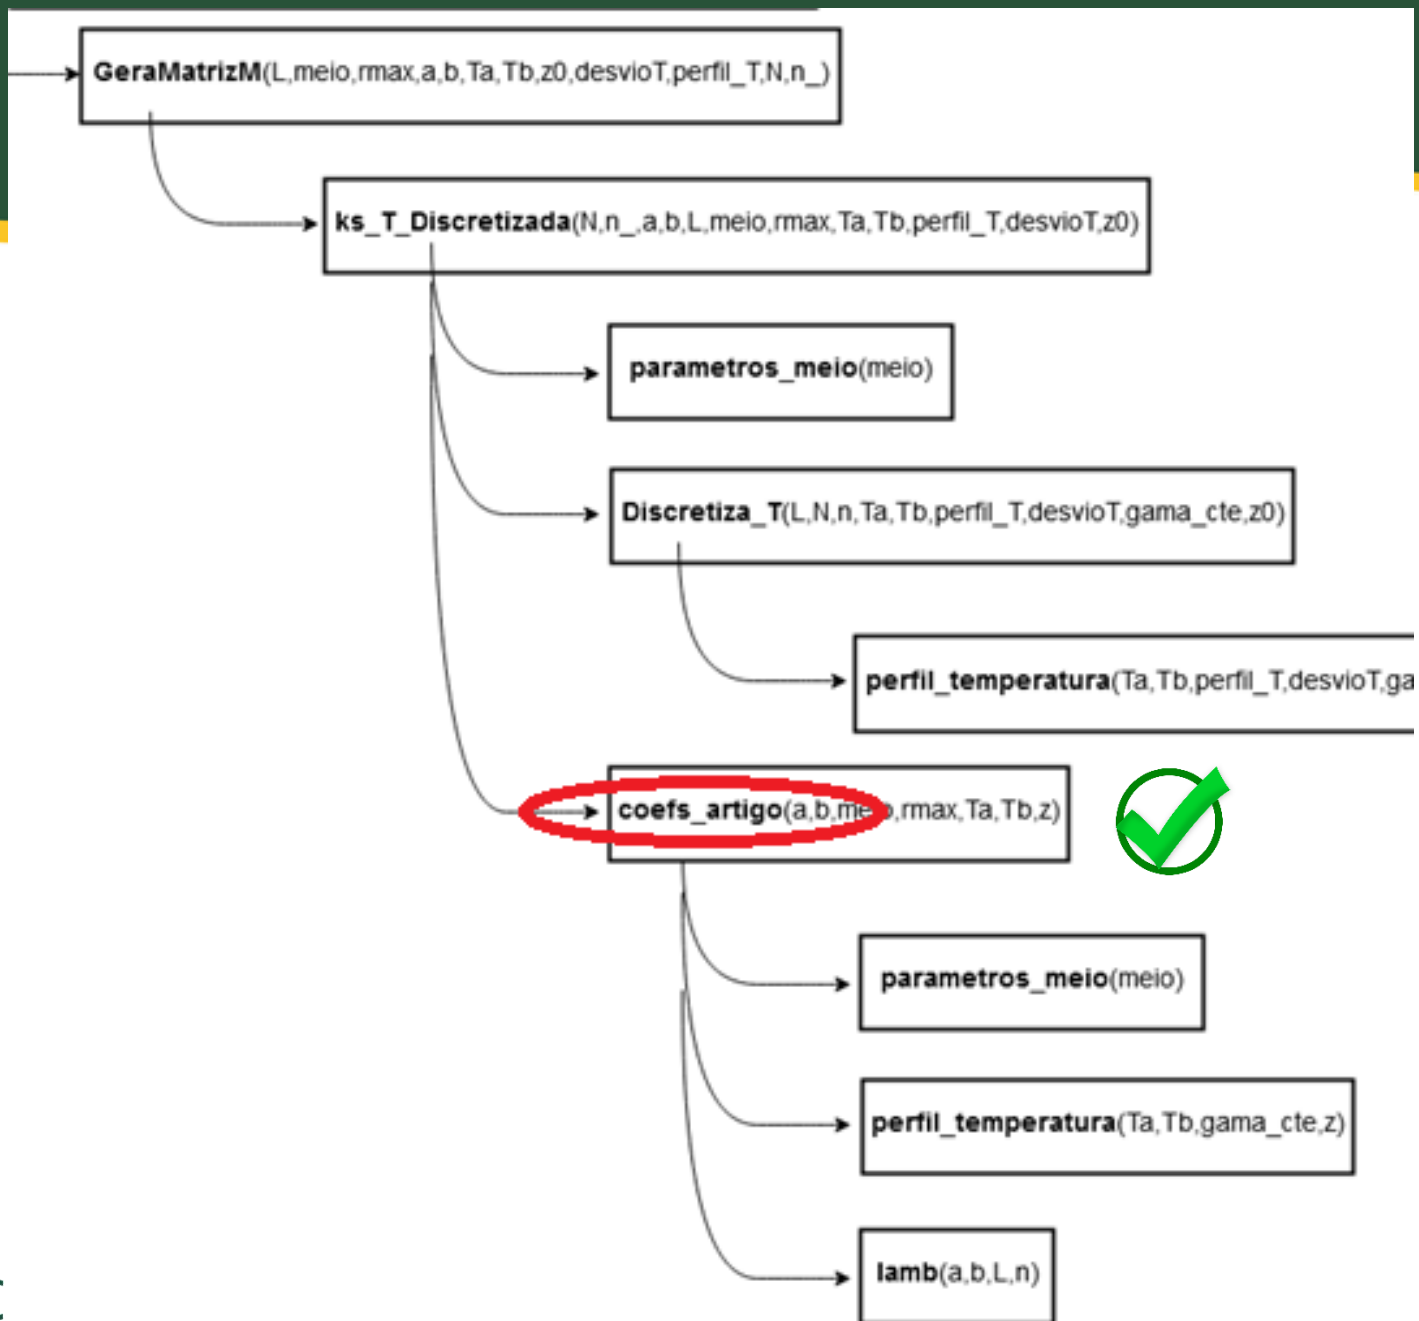 GeraMatrizM(L,meio,rmax,a,b,Ta,Tb,z0,desvioT,perfil_T,N,n_)
ks_T_Discretizada(N,n_,a,b,L,meio,rmax,Ta,Tb,perfil_T,desvioT,z0)
parametros_meio(meio)
Discretiza_T(L,N,n,Ta,Tb,perfil_T,desvioT,gama_cte,z0)
perfil_temperatura(Ta,Tb,perfil_T,desvioT,ga
coefs_artigo(a,b,meio,rmax,Ta,Tb,z)
parametros_meio(meio)
perfil_temperatura(Ta,Tb,gama_cte,z)
lamb(a,b,L,n)